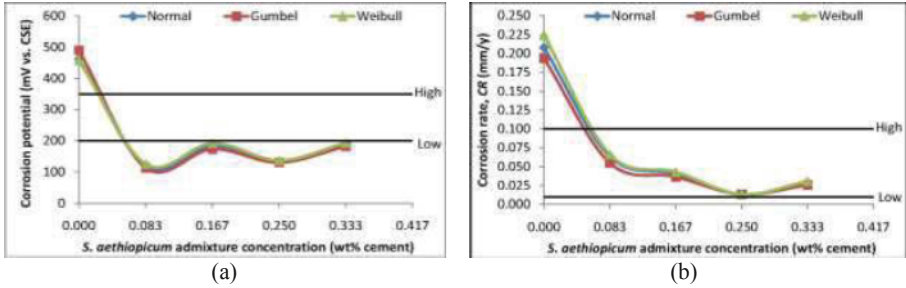 Normal Gumbel Weibull
Corrosion potential (mV vs. CSE)
600
500
400
300
200
100
0
High
Low
0.000 0.083 0.167 0.250 0.333 0.417
S. aethiopicum admixture concentration (wt% cement)
(a)
Normal Gumbel Weibull
Corrosion rate, CR (mm/y)
0.250
0.225
0.200
0.175
0.150
0.125
0.100
0.075
0.050
0.025
0.000
High
Low
0.000 0.083 0.167 0.250 0.333 0.417
S. aethiopicum admixture concentration (wt% cement)
(b)